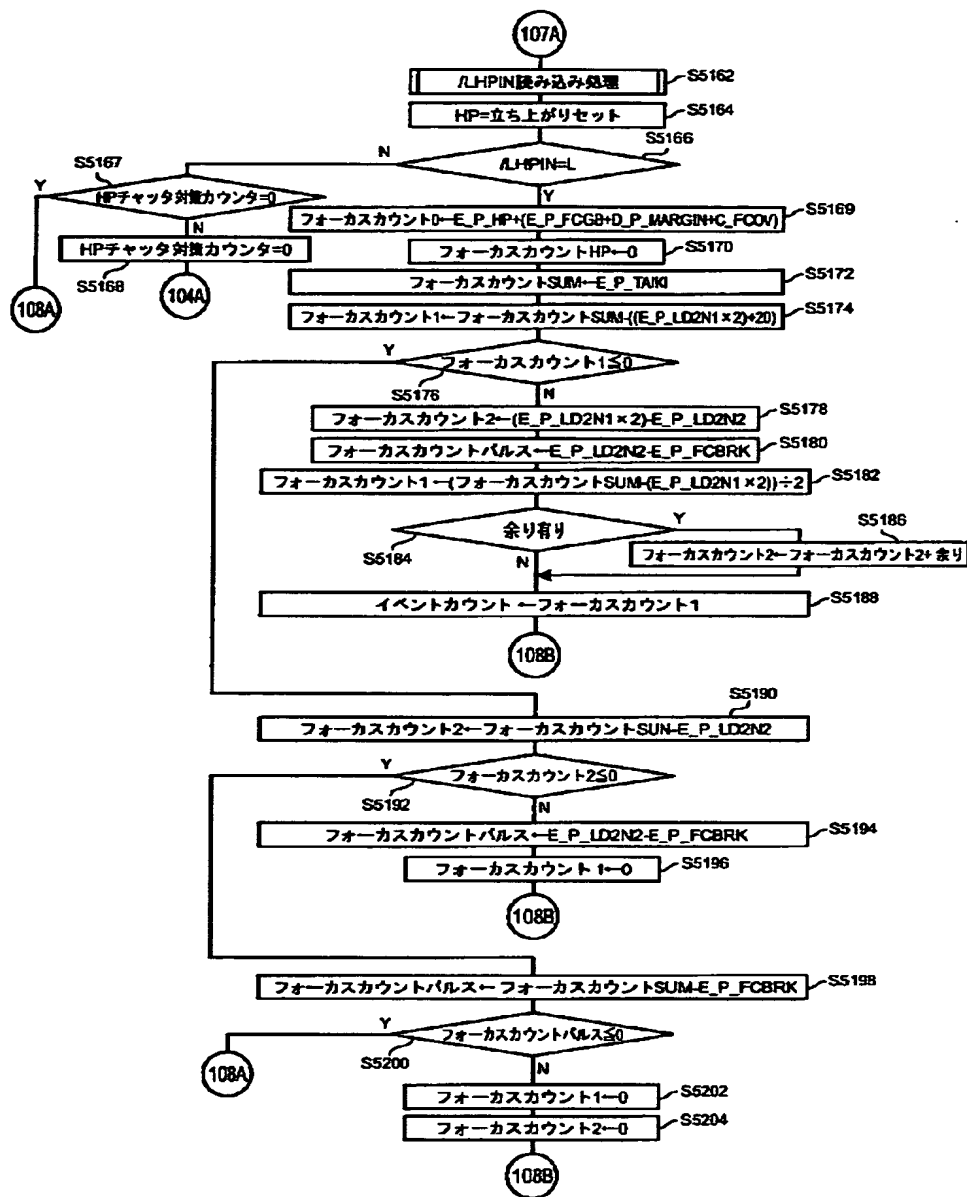 107A
/LHPIN読み込み処理
S5162
HP=立ち上がりセット
S5164
S5166
/LHPIN=L
N
Y
S5167
Y
HPチャッタ対策カウンタ=0
N
HPチャッタ対策カウンタ=0
S5168
108A
104A
フォーカスカウント0←E_P_HP+(E_P_FCGB+D_P_MARGIN+C_FCOV)
S5169
フォーカスカウントHP←0
S5170
フォーカスカウントSUM←E_P_TAIKI
S5172
フォーカスカウント1←フォーカスカウントSUM-((E_P_LD2N1×2)+20)
S5174
Y
フォーカスカウント1≦0
S5176
N
フォーカスカウント2←(E_P_LD2N1×2)-E_P_LD2N2
S5178
フォーカスカウントパルス←E_P_LD2N2-E_P_FCBRK
S5180
フォーカスカウント1←(フォーカスカウントSUM-(E_P_LD2N1×2))÷2
S5182
余り有り
Y
S5184
N
S5186
フォーカスカウント2←フォーカスカウント2+余り
イベントカウント←フォーカスカウント1
S5188
108B
S5190
フォーカスカウント2←フォーカスカウントSUN-E_P_LD2N2
Y
フォーカスカウント2≦0
S5192
N
フォーカスカウントパルス←E_P_LD2N2-E_P_FCBRK
S5194
フォーカスカウント1←0
S5196
108B
フォーカスカウントパルス←フォーカスカウントSUM-E_P_FCBRK
S5198
Y
フォーカスカウントパルス≦0
S5200
N
108A
フォーカスカウント1←0
S5202
フォーカスカウント2←0
S5204
108B